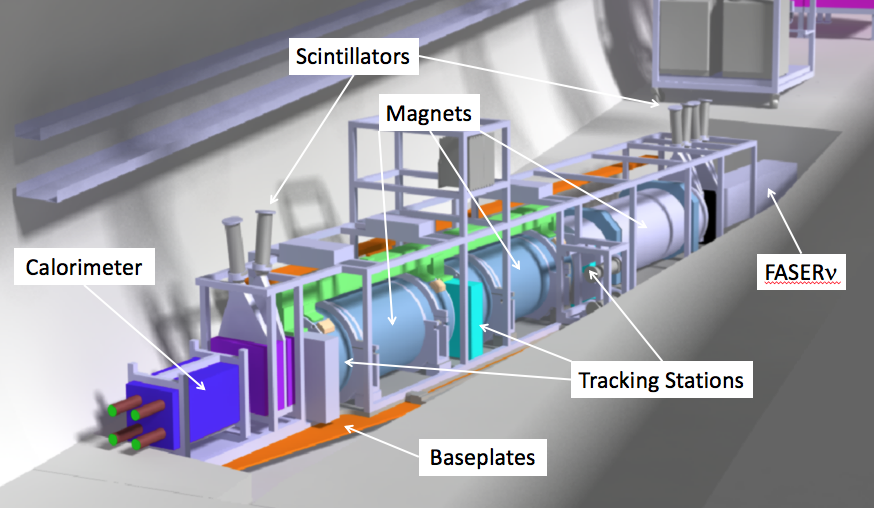 Scintillators
Magnets
Calorimeter
FASERν
Tracking Stations
Baseplates